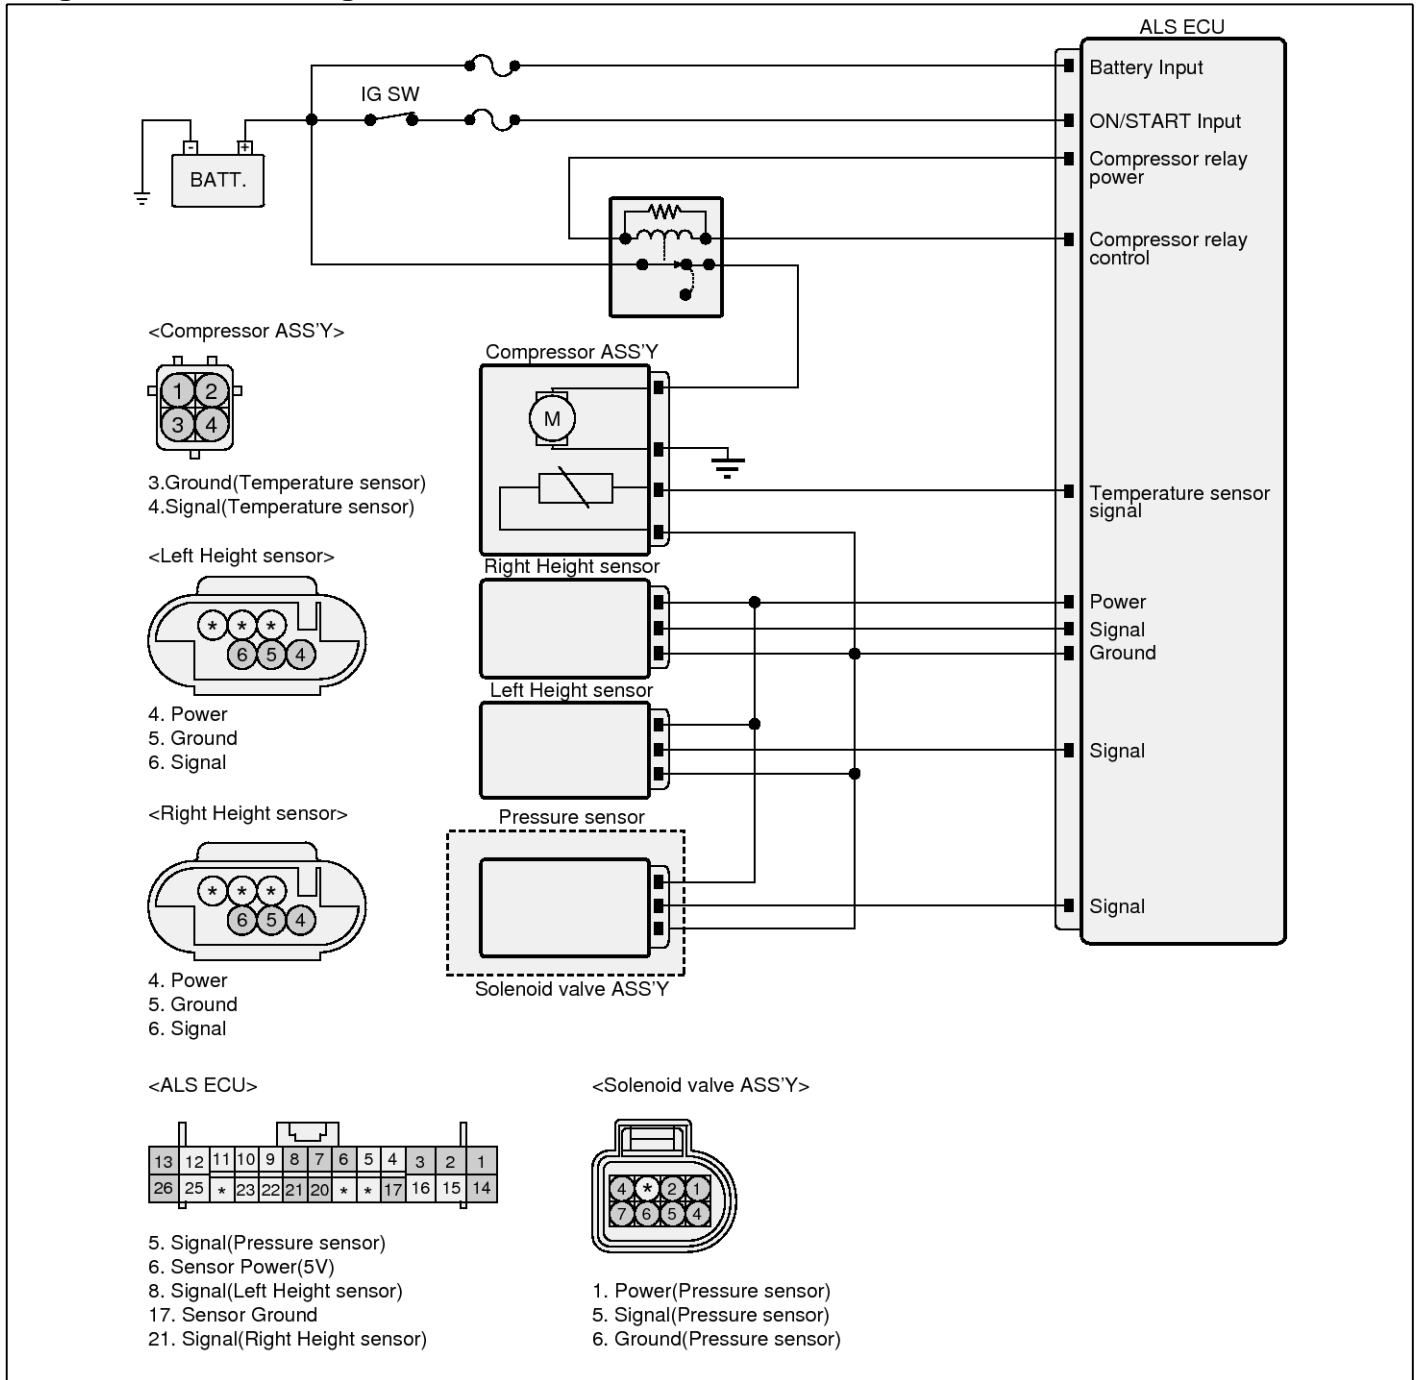 ALS ECU
Battery Input
IG SW
ON/START Input
Compressor relay
power
- +
BATT.
Compressor relay
control
<Compressor ASS'Y>
1 2
3 4
3.Ground(Temperature sensor)
4.Signal(Temperature sensor)
Compressor ASS'Y
M
Temperature sensor
signal
<Left Height sensor>
* * *
6 5 4
4. Power
5. Ground
6. Signal
Right Height sensor
Power
Signal
Ground
Left Height sensor
Signal
<Right Height sensor>
* * *
6 5 4
4. Power
5. Ground
6. Signal
Pressure sensor
Signal
Solenoid valve ASS'Y
<ALS ECU>
13 12 11 10 9 8 7 6 5 4 3 2 1
26 25 * 23 22 21 20 * * 17 16 15 14
5. Signal(Pressure sensor)
6. Sensor Power(5V)
8. Signal(Left Height sensor)
17. Sensor Ground
21. Signal(Right Height sensor)
<Solenoid valve ASS'Y>
4 * 2 1
7 6 5 4
1. Power(Pressure sensor)
5. Signal(Pressure sensor)
6. Ground(Pressure sensor)